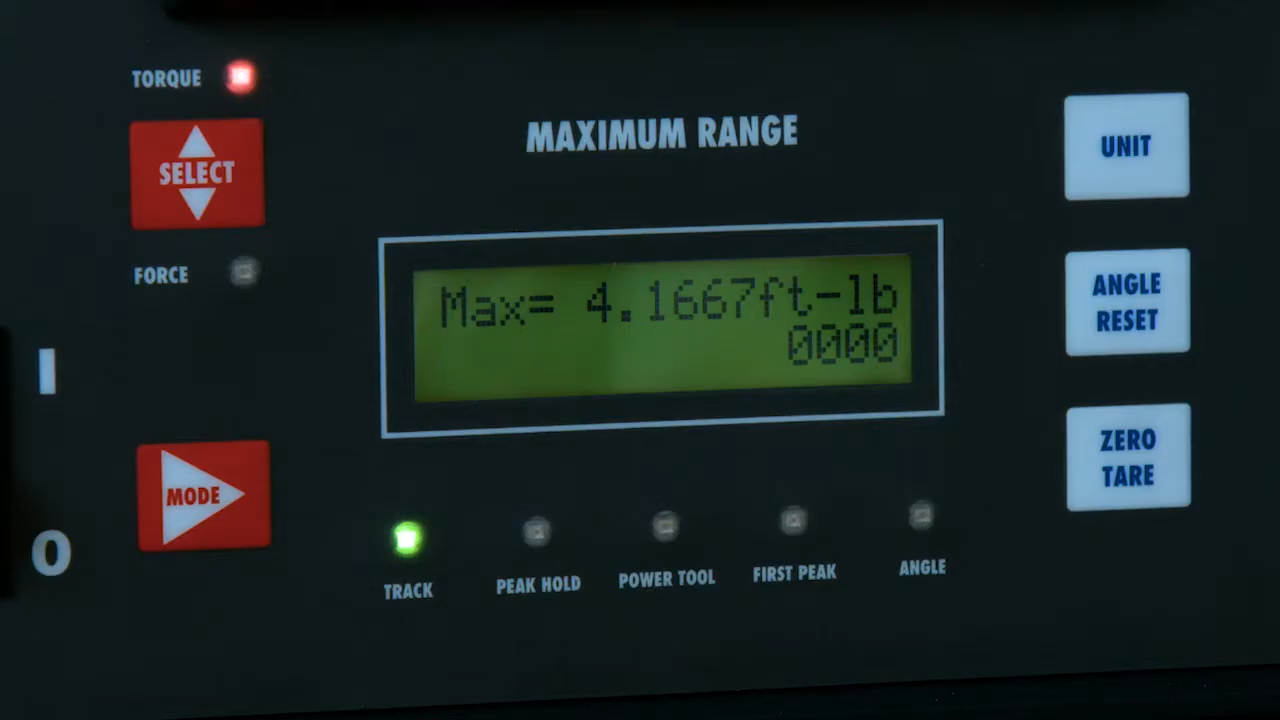 TORQUE
SELECT
FORCE
MAXIMUM RANGE
Max= 4.1667ft-lb
0000
UNIT
ANGLE
RESET
ZERO
TARE
I
O
MODE
TRACK
PEAK HOLD
POWER TOOL
FIRST PEAK
ANGLE